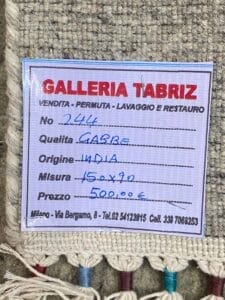 GALLERIA TABRIZ
VENDITA - PERMUTA - LAVAGGIO E RESTAURO
No 244
Qualita GABBE
Origine INDIA
Misura 150x90
Prezzo 500,00 €
Milano - Via Bergamo, 8 - Tel.02 54123915 Cell. 338 7069253